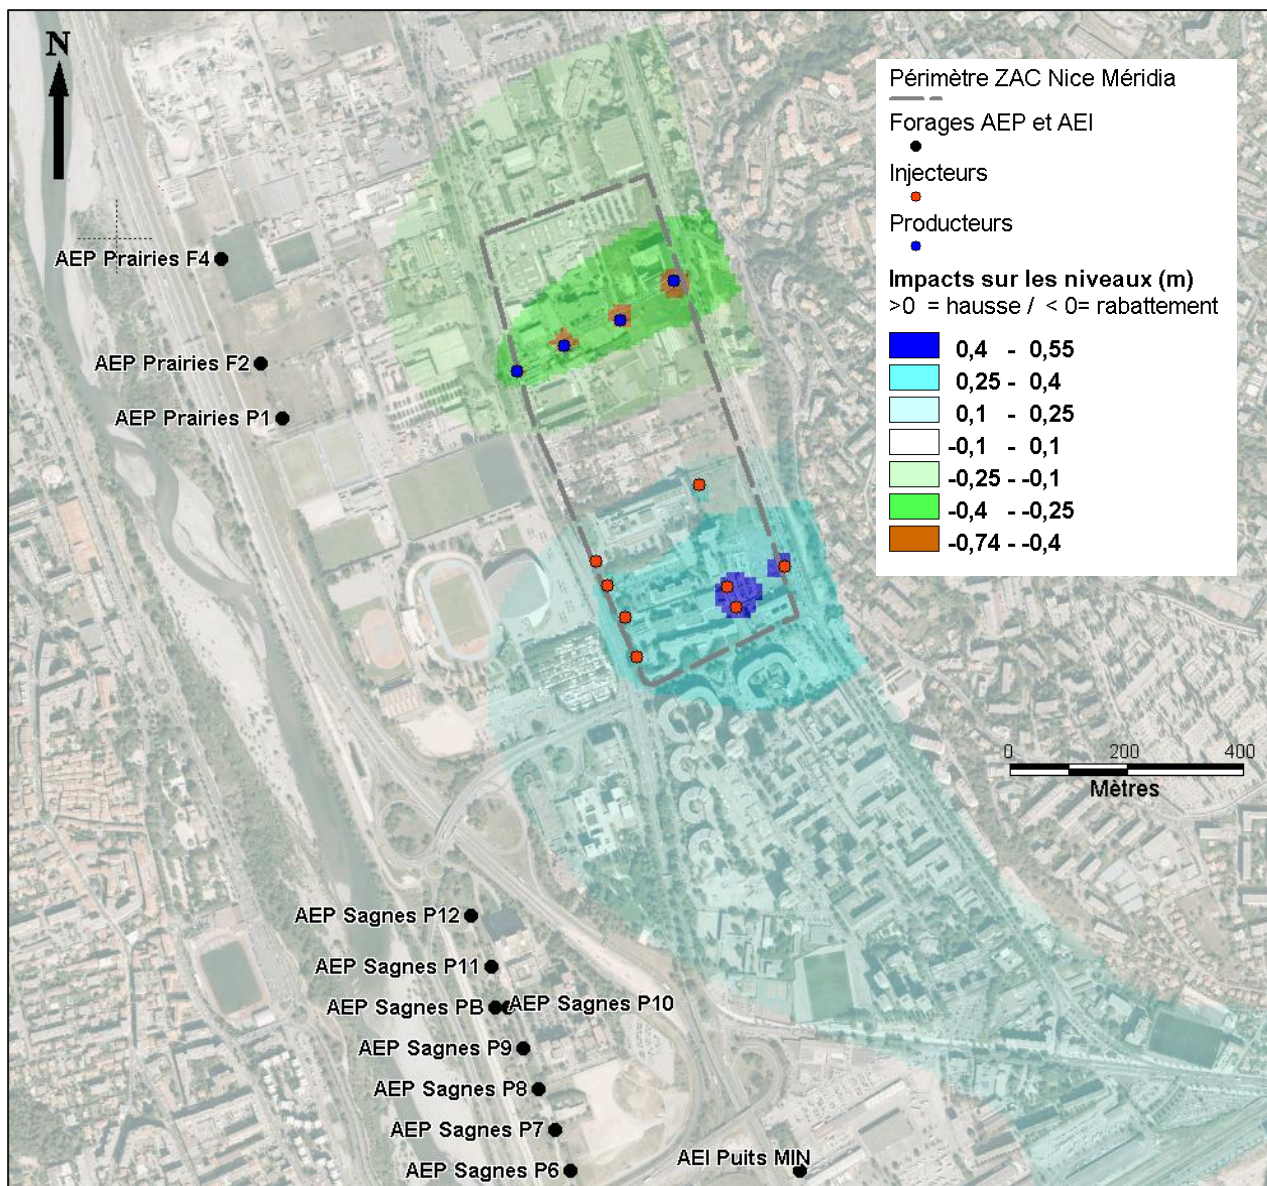 N
Périmètre ZAC Nice Méridia
Forages AEP et AEI
Injecteurs
Producteurs
Impacts sur les niveaux (m)
>0 = hausse / < 0= rabattement
0,4 - 0,55
0,25 - 0,4
0,1 - 0,25
-0,1 - 0,1
-0,25 - -0,1
-0,4 - -0,25
-0,74 - -0,4
AEP Prairies F4
AEP Prairies F2
AEP Prairies P1
0 200 400
Mètres
AEP Sagnes P12
AEP Sagnes P11
AEP Sagnes PB
AEP Sagnes P10
AEP Sagnes P9
AEP Sagnes P8
AEP Sagnes P7
AEP Sagnes P6
AEI Puits MIN